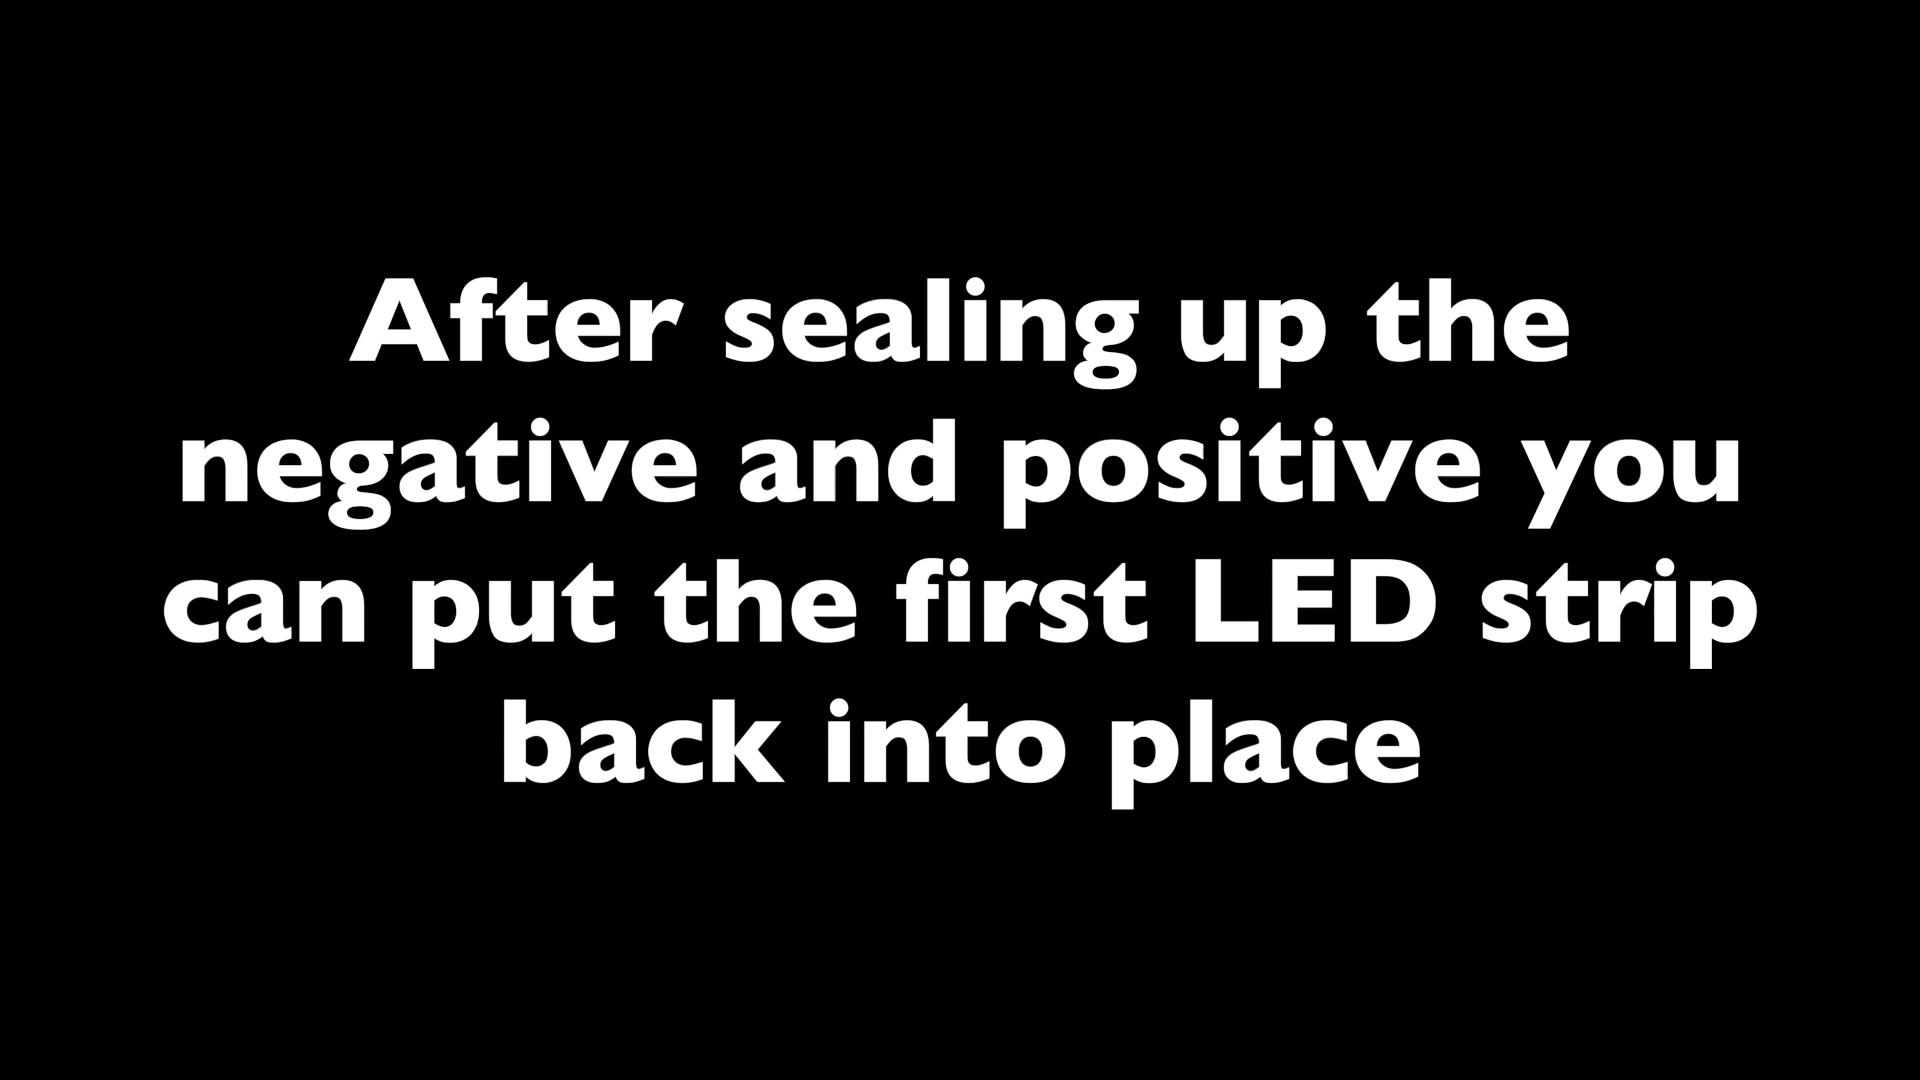 After sealing up the
negative and positive you
can put the first LED strip
back into place